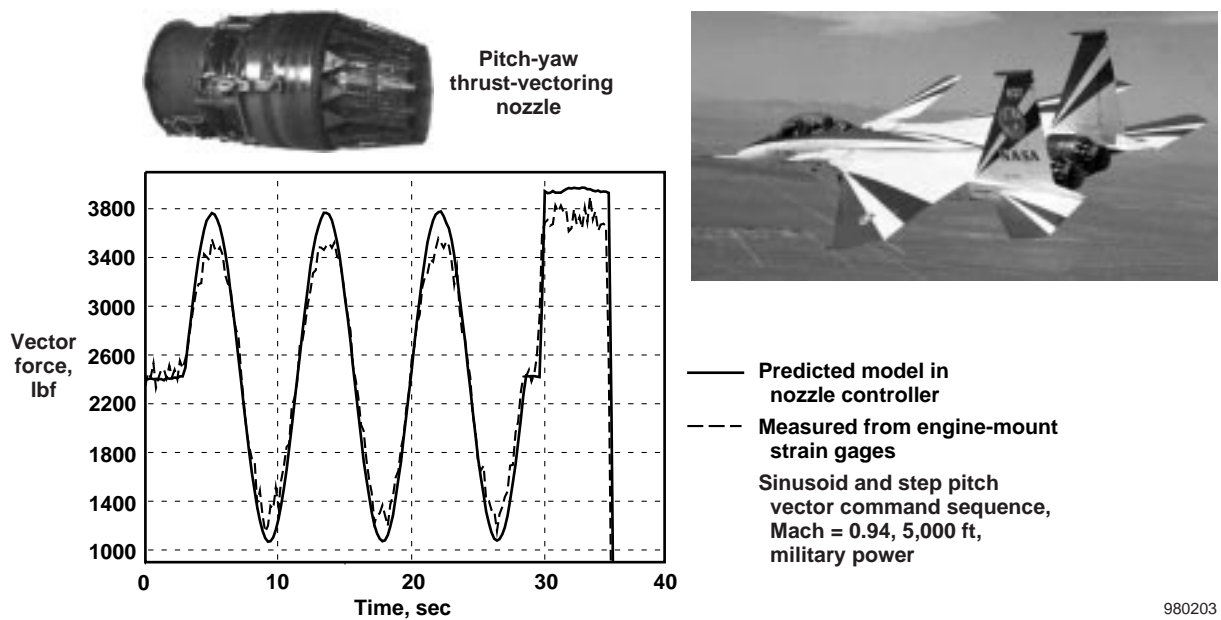 Pitch-yaw
thrust-vectoring
nozzle
NASA
3800
3400
3000
2600
2200
1800
1400
1000
Vector
force,
lbf
0
10
20
30
40
Time, sec
Predicted model in
nozzle controller
Measured from engine-mount
strain gages
Sinusoid and step pitch
vector command sequence,
Mach = 0.94, 5,000 ft,
military power
980203